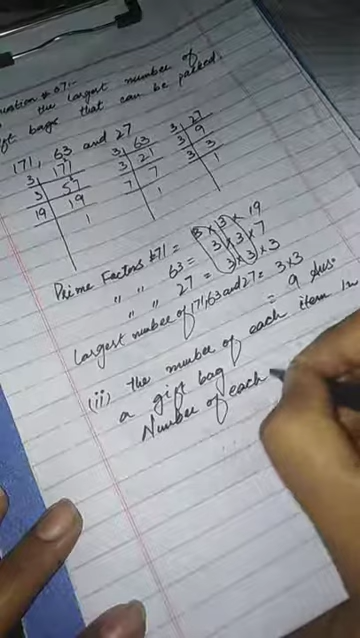 the largest number of
gift bags that can be packed.
171, 63 and 27
3 171 3 63 3 27
3 57 3 21 3 9
19 19 7 7 3 3
1 1 1
Prime Factors 171 = 3 × 3 × 19
" " 63 = 3 × 3 × 7
" " 27 = 3 × 3 × 3
largest number of 171, 63 and 27 = 3 × 3
= 9 Ans.
(ii) The number of each item in
a gift bag
Number of each